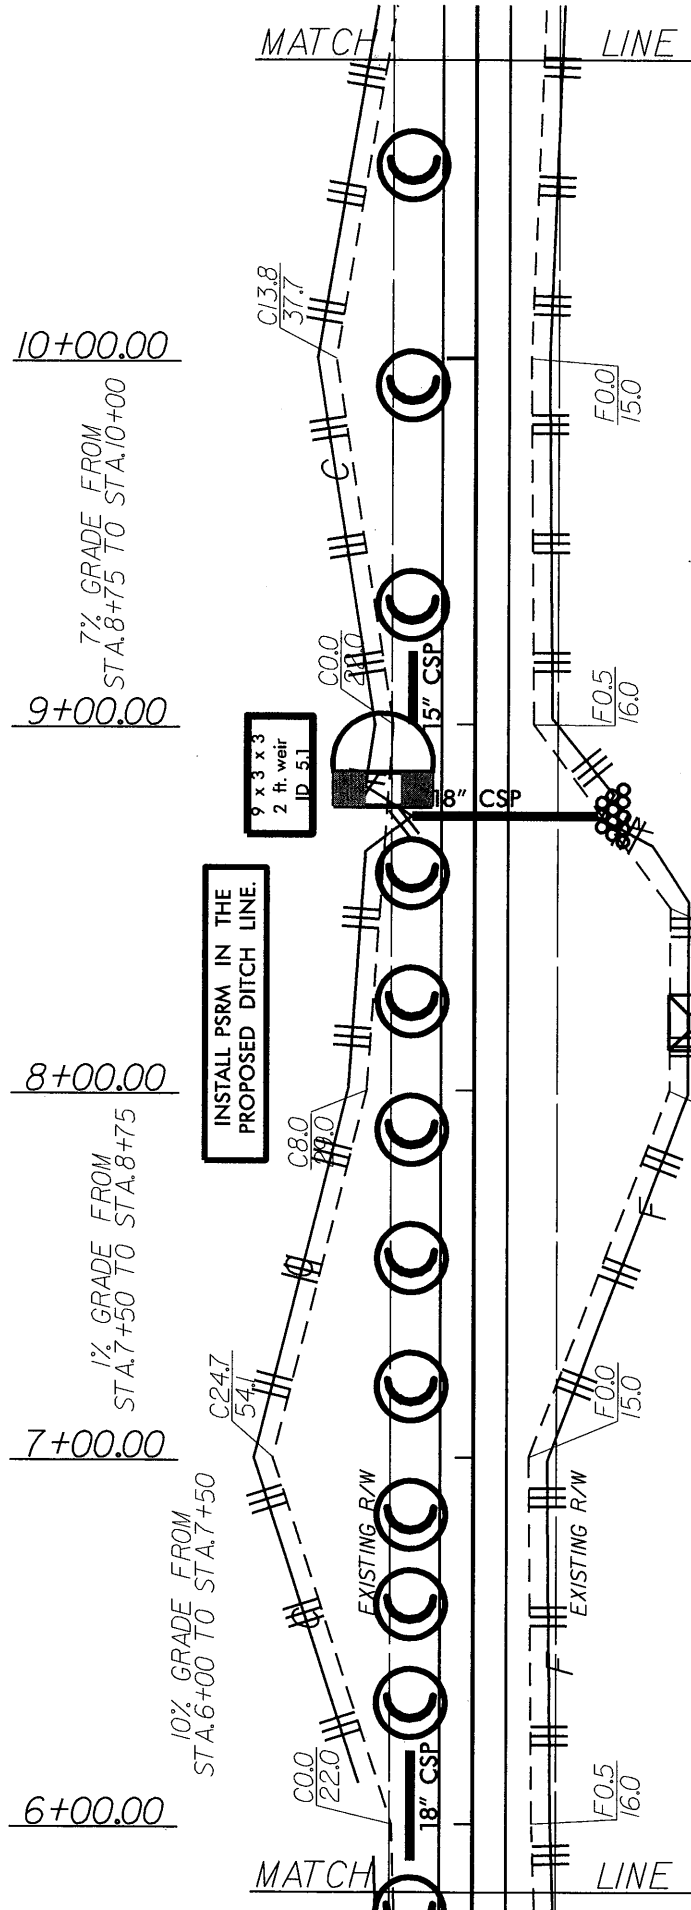 MATCH LINE
C13.8
37.7
10+00.00
F0.0
15.0
7% GRADE FROM
STA.8+75 TO STA.10+00
C
C0.0
15" CSP
9+00.00
F0.5
16.0
9 x 3 x 3
2 ft. weir
ID 5.1
18" CSP
INSTALL PSRM IN THE
PROPOSED DITCH LINE.
8+00.00
C8.0
1% GRADE FROM
STA.7+50 TO STA.8+75
F
C
C24.7
54.1
F0.0
15.0
7+00.00
EXISTING R/W
EXISTING R/W
10% GRADE FROM
STA.6+00 TO STA.7+50
C
C0.0
22.0
18" CSP
F0.5
16.0
6+00.00
MATCH LINE